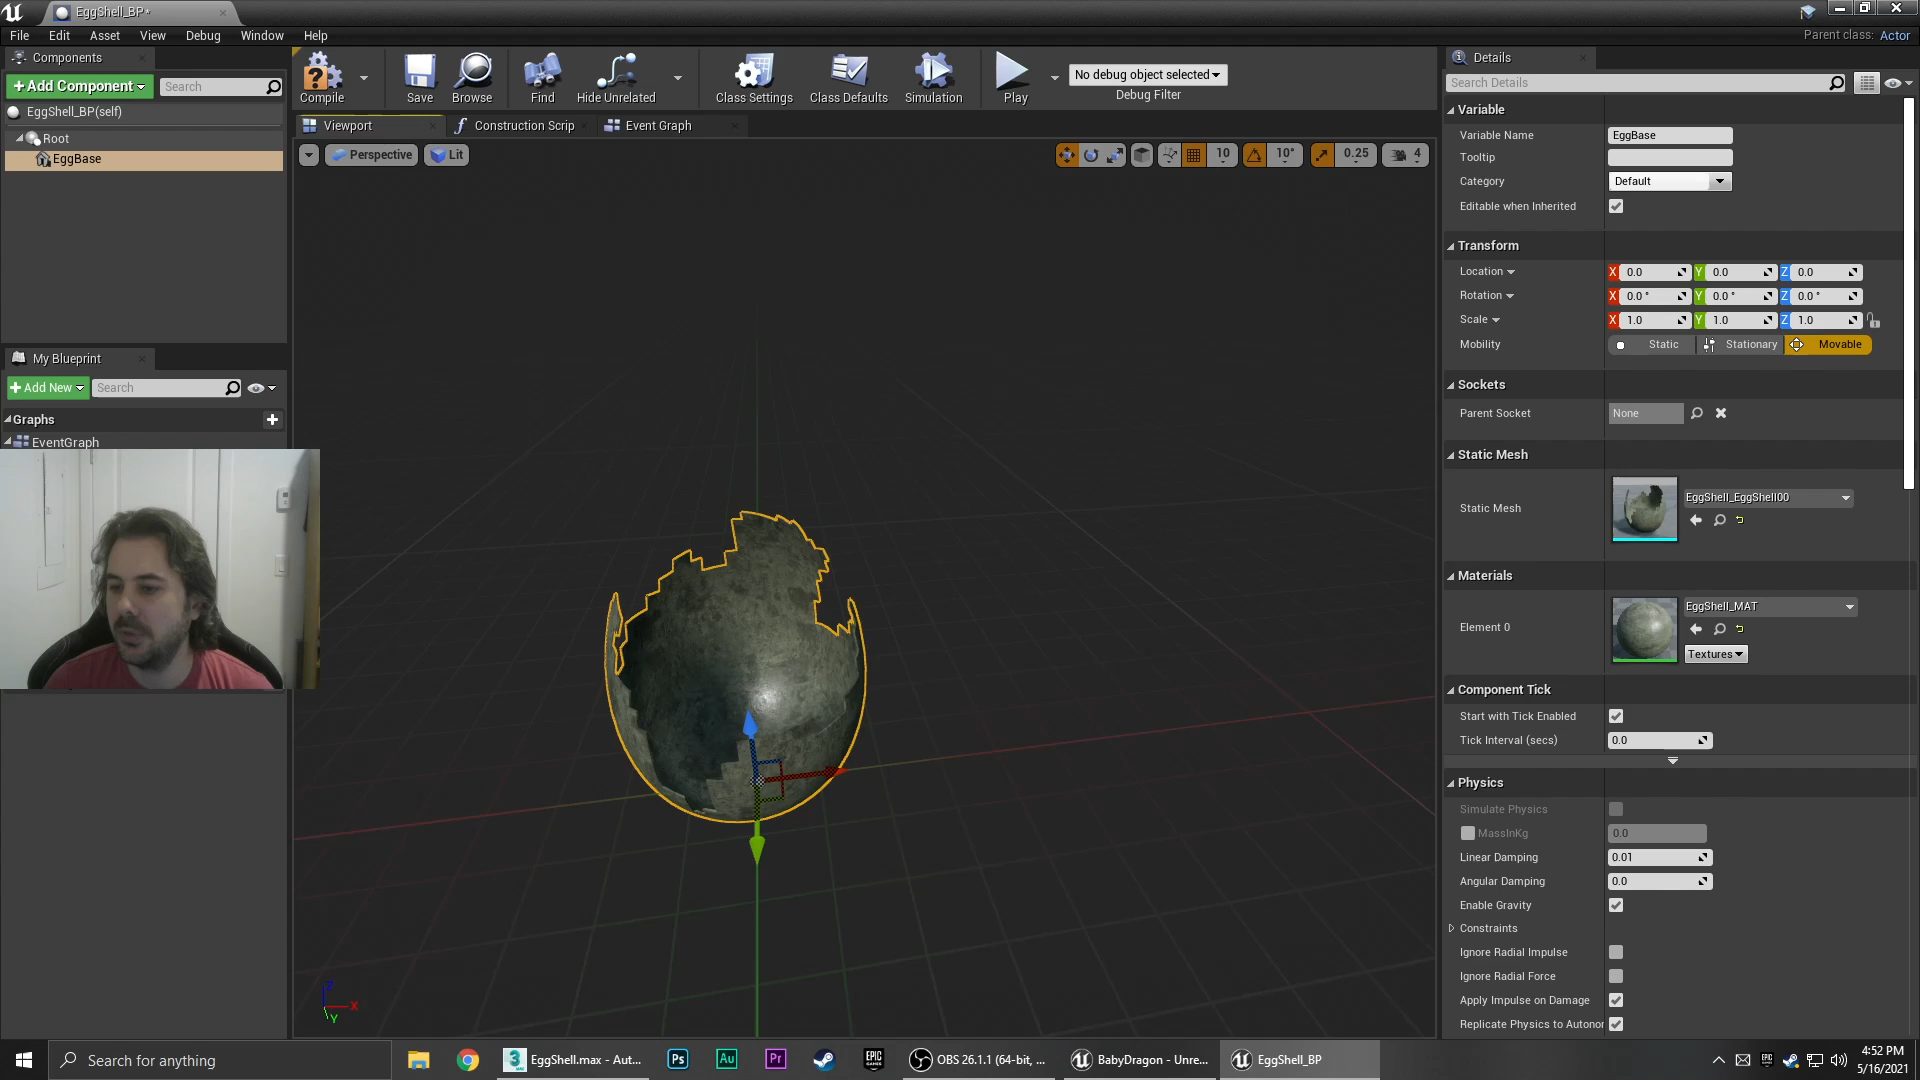 EggShell_BP*
File Edit Asset View Debug Window Help
Parent class: Actor
Components
+Add Component
Search
EggShell_BP(self)
Root
EggBase
Compile
Save
Browse
Find
Hide Unrelated
Class Settings
Class Defaults
Simulation
Play
No debug object selected
Debug Filter
Viewport
Construction Scrip
Event Graph
Perspective
Lit
10
10°
0.25
4
My Blueprint
+Add New
Search
Graphs
EventGraph
Details
Search Details
Variable
Variable Name EggBase
Tooltip
Category Default
Editable when Inherited
Transform
Location X 0.0 Y 0.0 Z 0.0
Rotation X 0.0 ° Y 0.0 ° Z 0.0 °
Scale X 1.0 Y 1.0 Z 1.0
Mobility Static Stationary Movable
Sockets
Parent Socket None
Static Mesh
Static Mesh EggShell_EggShell00
Materials
Element 0 EggShell_MAT
Textures
Component Tick
Start with Tick Enabled
Tick Interval (secs) 0.0
Physics
Simulate Physics
MassInKg 0.0
Linear Damping 0.01
Angular Damping 0.0
Enable Gravity
Constraints
Ignore Radial Impulse
Ignore Radial Force
Apply Impulse on Damage
Replicate Physics to Autonor
Z
X
Y
Search for anything
EggShell.max - Aut...
Ps
Au
Pr
EPIC GAMES
OBS 26.1.1 (64-bit, ...
BabyDragon - Unre...
EggShell_BP
4:52 PM
5/16/2021